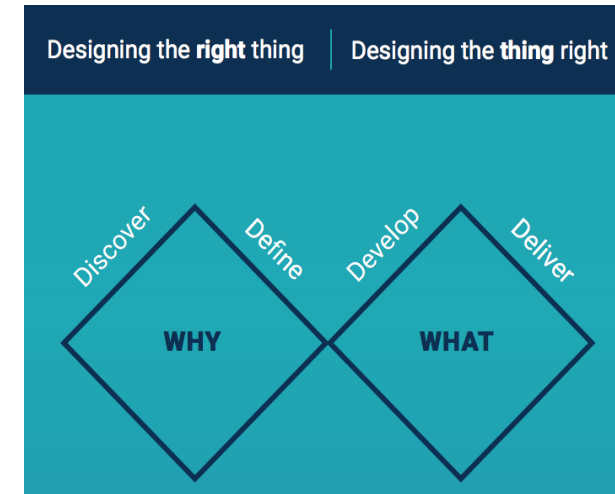 Designing the right thing
Designing the thing right
Discover
Define
Develop
Deliver
WHY
WHAT